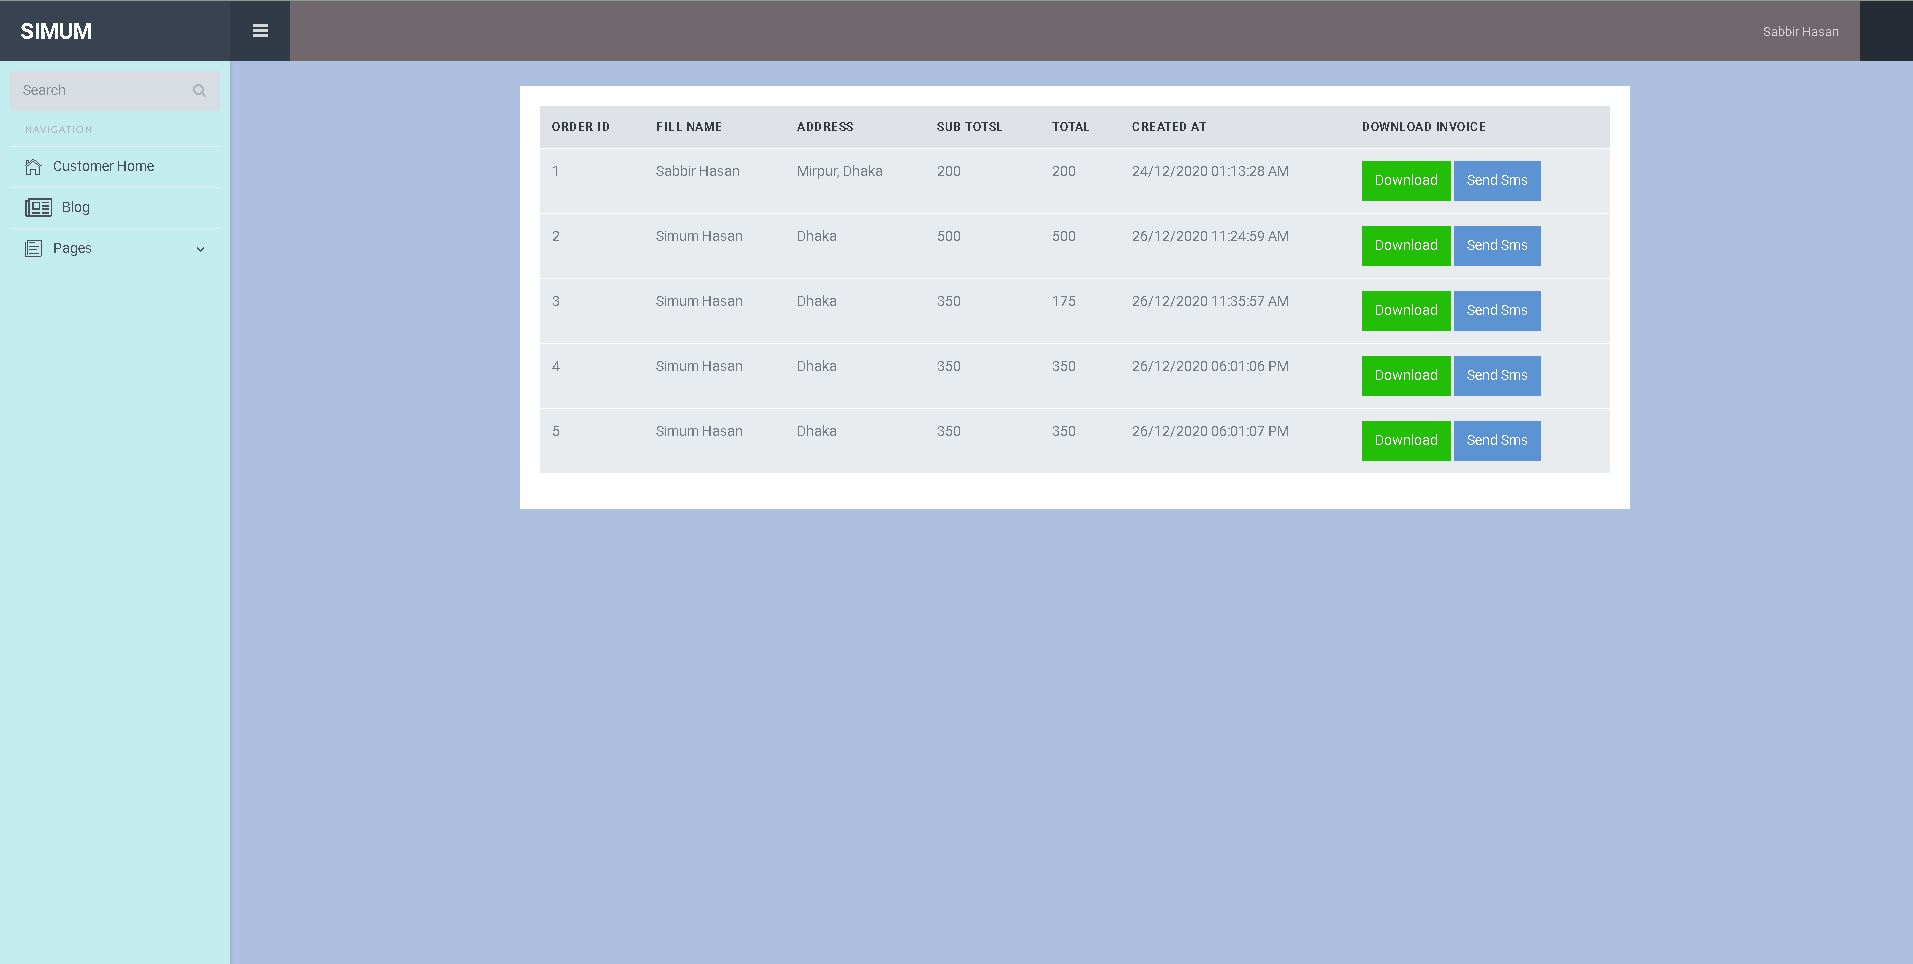 SIMUM
Sabbir Hasan
Search
NAVIGATION
Customer Home
Blog
Pages
ORDER ID FILL NAME ADDRESS SUB TOTSL TOTAL CREATED AT DOWNLOAD INVOICE
1 Sabbir Hasan Mirpur, Dhaka 200 200 24/12/2020 01:13:28 AM Download Send Sms
2 Simum Hasan Dhaka 500 500 26/12/2020 11:24:59 AM Download Send Sms
3 Simum Hasan Dhaka 350 175 26/12/2020 11:35:57 AM Download Send Sms
4 Simum Hasan Dhaka 350 350 26/12/2020 06:01:06 PM Download Send Sms
5 Simum Hasan Dhaka 350 350 26/12/2020 06:01:07 PM Download Send Sms